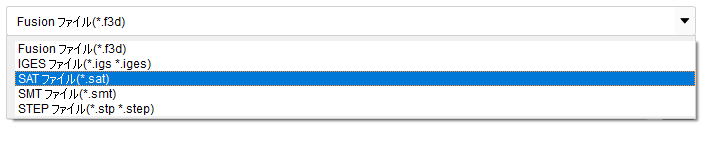 Fusion ファイル(*.f3d)
Fusion ファイル(*.f3d)
IGES ファイル(*.igs *.iges)
SAT ファイル(*.sat)
SMT ファイル(*.smt)
STEP ファイル(*.stp *.step)